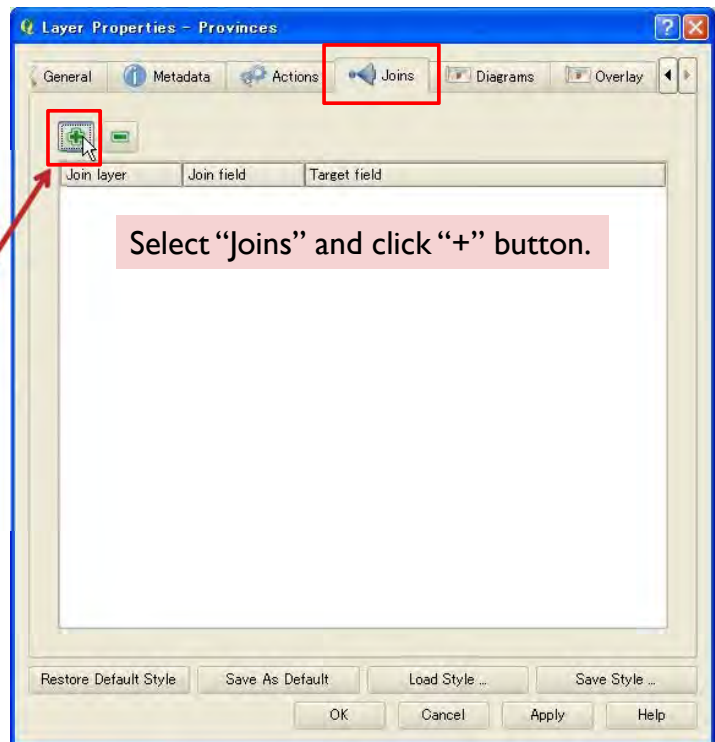 Layer Properties - Provinces
General Metadata Actions Joins Diagrams Overlay
Join layer Join field Target field
Select “Joins” and click “+” button.
Restore Default Style Save As Default Load Style ... Save Style ...
OK Cancel Apply Help